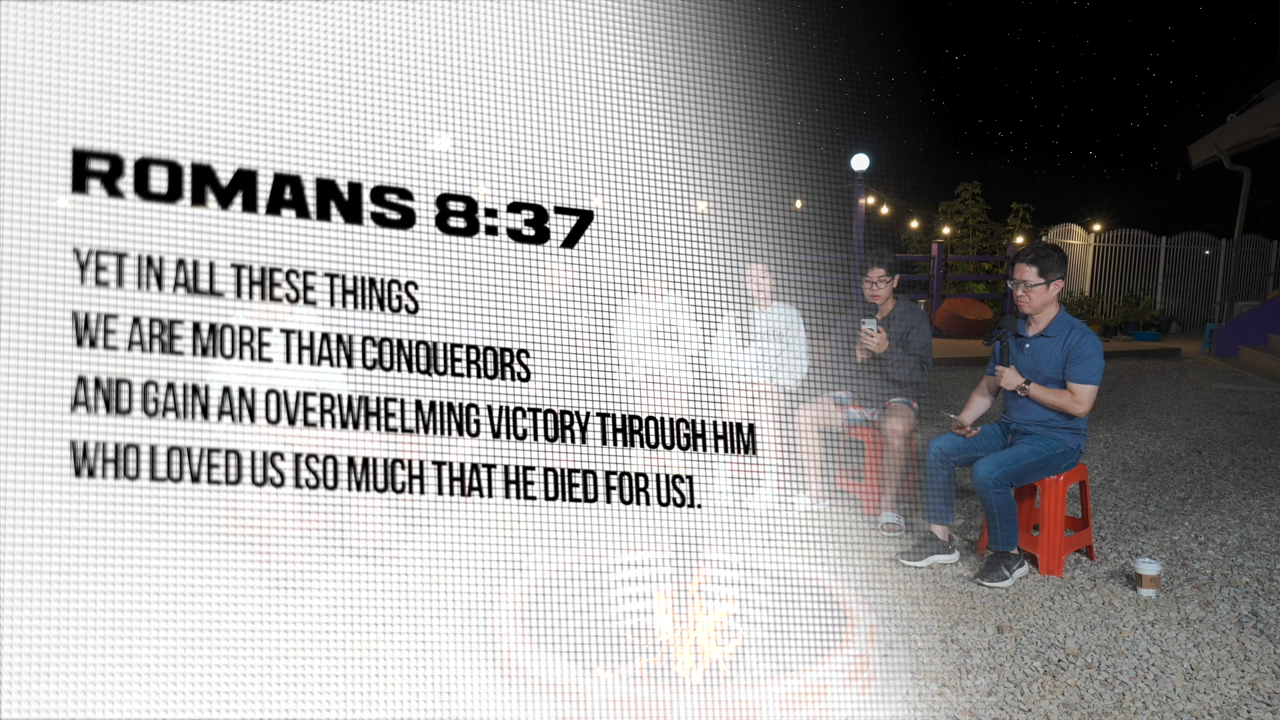 ROMANS 8:37
YET IN ALL THESE THINGS
WE ARE MORE THAN CONQUERORS
AND GAIN AN OVERWHELMING VICTORY THROUGH HIM
WHO LOVED US [SO MUCH THAT HE DIED FOR US].